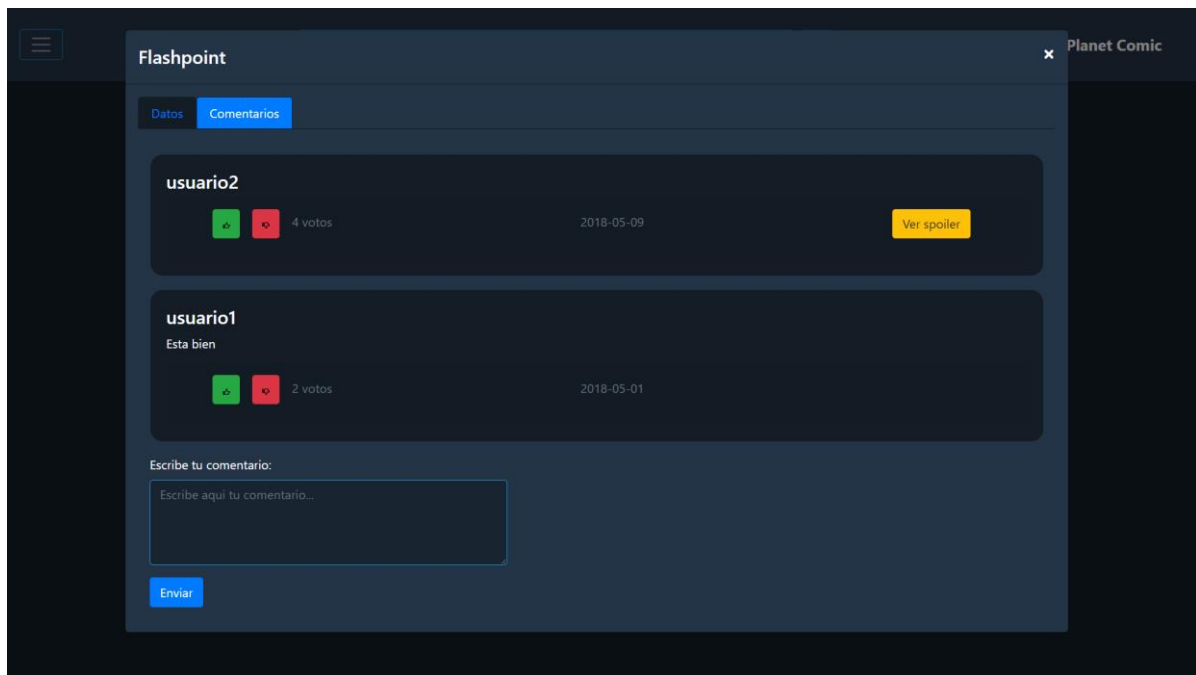 Planet Comic
Flashpoint
×
Datos
Comentarios
usuario2
4 votos
2018-05-09
Ver spoiler
usuario1
Esta bien
2 votos
2018-05-01
Escribe tu comentario:
Escribe aqui tu comentario...
Enviar